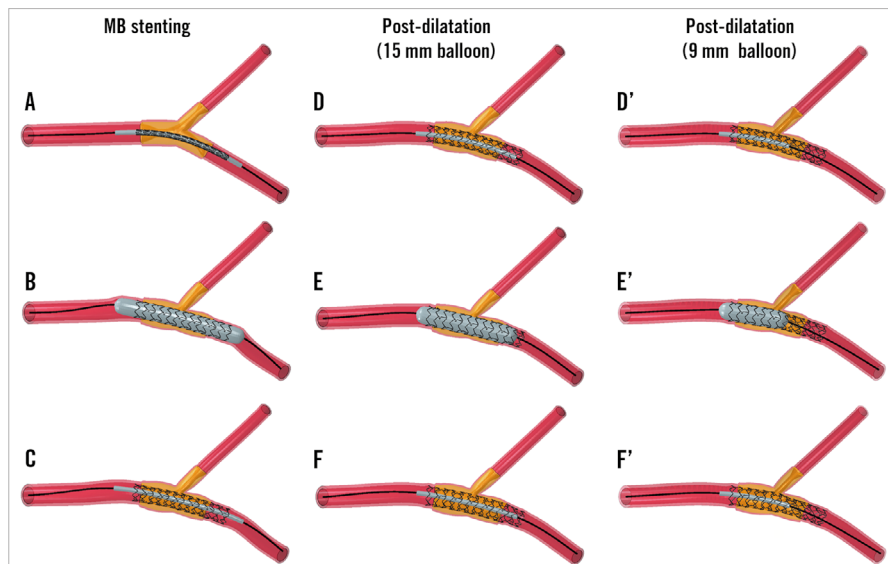 MB stenting
Post-dilatation
(15 mm balloon)
Post-dilatation
(9 mm balloon)
A
D
D'
B
E
E'
C
F
F'